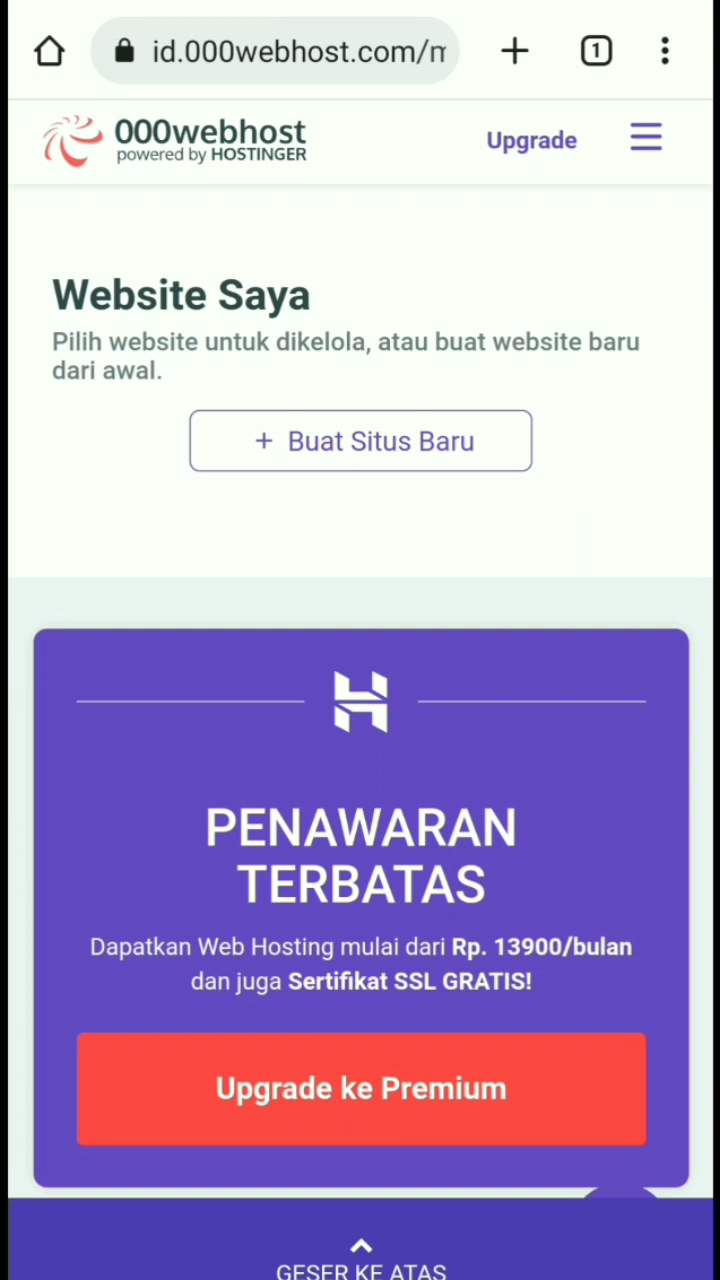 id.000webhost.com/m
1
000webhost
powered by HOSTINGER
Upgrade
Website Saya
Pilih website untuk dikelola, atau buat website baru
dari awal.
+ Buat Situs Baru
PENAWARAN
TERBATAS
Dapatkan Web Hosting mulai dari Rp. 13900/bulan
dan juga Sertifikat SSL GRATIS!
Upgrade ke Premium
GESER KE ATAS